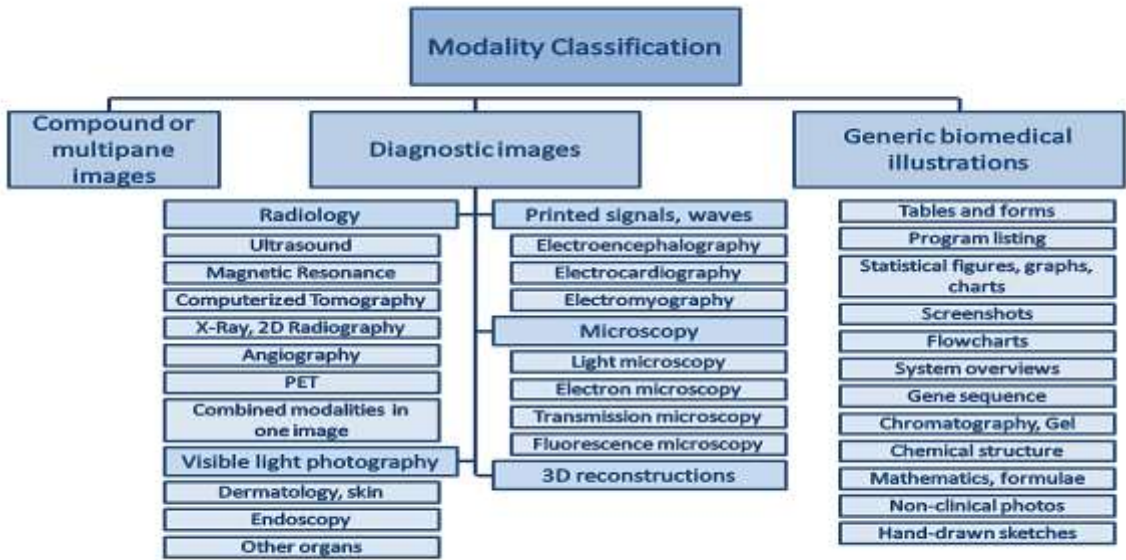 Modality Classification
Compound or
multipane
images
Diagnostic images
Generic biomedical
illustrations
Radiology
Ultrasound
Magnetic Resonance
Computerized Tomography
X-Ray, 2D Radiography
Angiography
PET
Combined modalities in
one image
Visible light photography
Dermatology, skin
Endoscopy
Other organs
Printed signals, waves
Electroencephalography
Electrocardiography
Electromyography
Microscopy
Light microscopy
Electron microscopy
Transmission microscopy
Fluorescence microscopy
3D reconstructions
Tables and forms
Program listing
Statistical figures, graphs,
charts
Screenshots
Flowcharts
System overviews
Gene sequence
Chromatography, Gel
Chemical structure
Mathematics, formulae
Non-clinical photos
Hand-drawn sketches